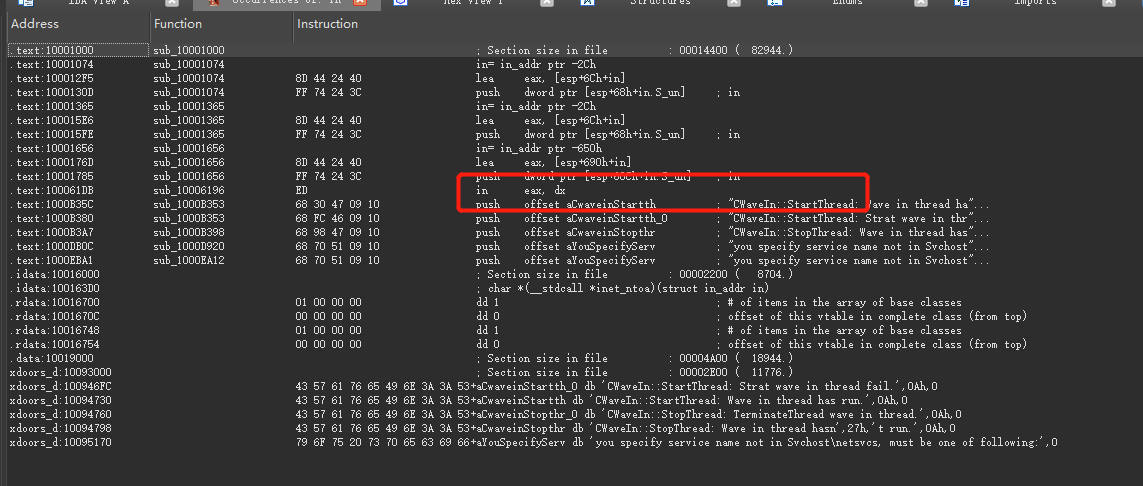 IDA View A Occurrences of: in Hex View 1 Structures Enums Imports
Address Function Instruction
.text:10001000 sub_10001000 ; Section size in file : 00014400 ( 82944.)
.text:10001074 sub_10001074 in= in_addr ptr -2Ch
.text:100012F5 sub_10001074 8D 44 24 40 lea eax, [esp+6Ch+in]
.text:1000130D sub_10001074 FF 74 24 3C push dword ptr [esp+68h+in.S_un] ; in
.text:10001365 sub_10001365 in= in_addr ptr -2Ch
.text:100015E6 sub_10001365 8D 44 24 40 lea eax, [esp+6Ch+in]
.text:100015FE sub_10001365 FF 74 24 3C push dword ptr [esp+68h+in.S_un] ; in
.text:10001656 sub_10001656 in= in_addr ptr -650h
.text:1000176D sub_10001656 8D 44 24 40 lea eax, [esp+690h+in]
.text:10001785 sub_10001656 FF 74 24 3C push dword ptr [esp+68Ch+in.S_un] ; in
.text:100061DB sub_10006196 ED in eax, dx
.text:1000B35C sub_1000B353 68 30 47 09 10 push offset aCwaveinStartth ; "CWaveIn::StartThread: Wave in thread ha"...
.text:1000B380 sub_1000B353 68 FC 46 09 10 push offset aCwaveinStartth_0 ; "CWaveIn::StartThread: Strat wave in thr"...
.text:1000B3A7 sub_1000B398 68 98 47 09 10 push offset aCwaveinStopthr ; "CWaveIn::StopThread: Wave in thread has"...
.text:1000DB0C sub_1000D920 68 70 51 09 10 push offset aYouSpecifyServ ; "you specify service name not in Svchost"...
.text:1000EBA1 sub_1000EA12 68 70 51 09 10 push offset aYouSpecifyServ ; "you specify service name not in Svchost"...
.idata:10016000 ; Section size in file : 00002200 ( 8704.)
.idata:100163D0 ; char *(__stdcall *inet_ntoa)(struct in_addr in)
.rdata:10016700 01 00 00 00 dd 1 ; # of items in the array of base classes
.rdata:1001670C 00 00 00 00 dd 0 ; offset of this vtable in complete class (from top)
.rdata:10016748 01 00 00 00 dd 1 ; # of items in the array of base classes
.rdata:10016754 00 00 00 00 dd 0 ; offset of this vtable in complete class (from top)
.data:10019000 ; Section size in file : 00004A00 ( 18944.)
xdoors_d:10093000 ; Section size in file : 00002E00 ( 11776.)
xdoors_d:100946FC 43 57 61 76 65 49 6E 3A 3A 53+aCwaveinStartth_0 db 'CWaveIn::StartThread: Strat wave in thread fail.',0Ah,0
xdoors_d:10094730 43 57 61 76 65 49 6E 3A 3A 53+aCwaveinStartth db 'CWaveIn::StartThread: Wave in thread has run.',0Ah,0
xdoors_d:10094760 43 57 61 76 65 49 6E 3A 3A 53+aCwaveinStopthr_0 db 'CWaveIn::StopThread: TerminateThread wave in thread.',0Ah,0
xdoors_d:10094798 43 57 61 76 65 49 6E 3A 3A 53+aCwaveinStopthr db 'CWaveIn::StopThread: Wave in thread hasn',27h,'t run.',0Ah,0
xdoors_d:10095170 79 6F 75 20 73 70 65 63 69 66+aYouSpecifyServ db 'you specify service name not in Svchost\netsvcs, must be one of following:',0